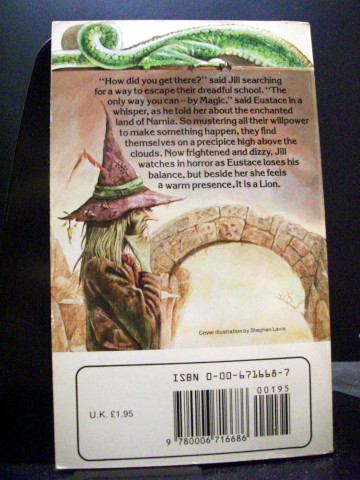 "How did you get there?" said Jill searching
for a way to escape their dreadful school. "The
only way you can – by Magic," said Eustace in a
whisper, as he told her about the enchanted
land of Narnia. So mustering all their willpower
to make something happen, they find
themselves on a precipice high above the
clouds. Now frightened and dizzy, Jill
watches in horror as Eustace loses his
balance, but beside her she feels
a warm presence. It is a Lion.
Cover illustration by Stephen Lavis
ISBN 0-00-671668-7
00195
U.K. £1.95
9 780006 716686